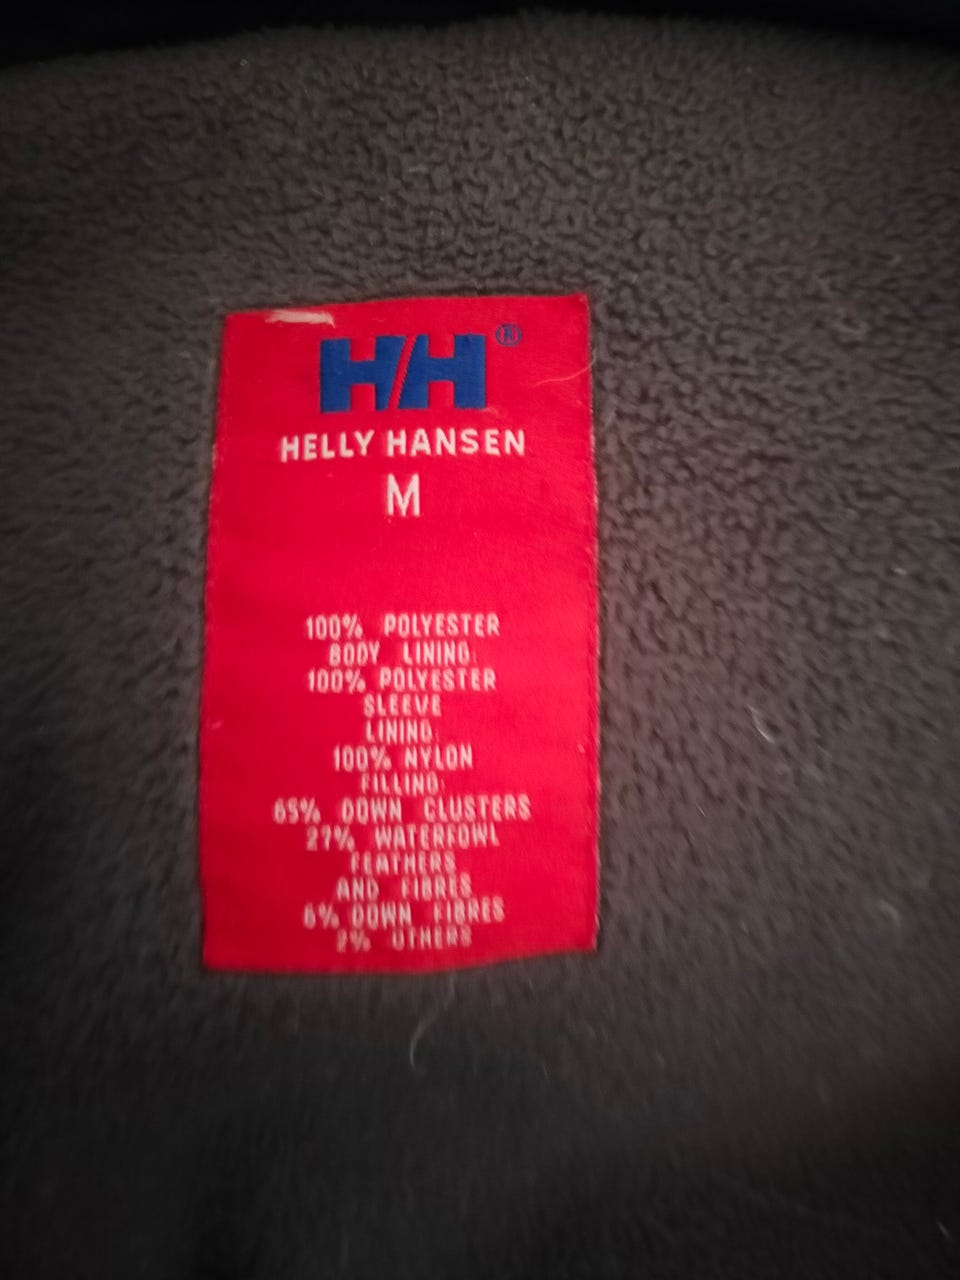 HH®
HELLY HANSEN
M
100% POLYESTER
BODY LINING:
100% POLYESTER
SLEEVE
LINING:
100% NYLON
FILLING:
65% DOWN CLUSTERS
27% WATERFOWL
FEATHERS
AND FIBRES
6% DOWN FIBRES
2% OTHERS